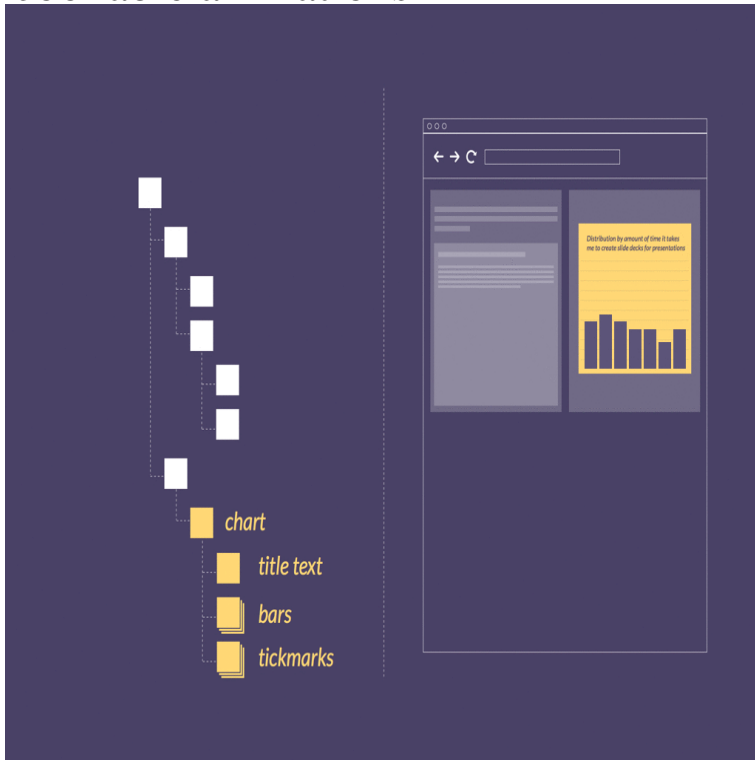 Distribution by amount of time it takes
me to create slide decks for presentations
chart
title text
bars
tickmarks